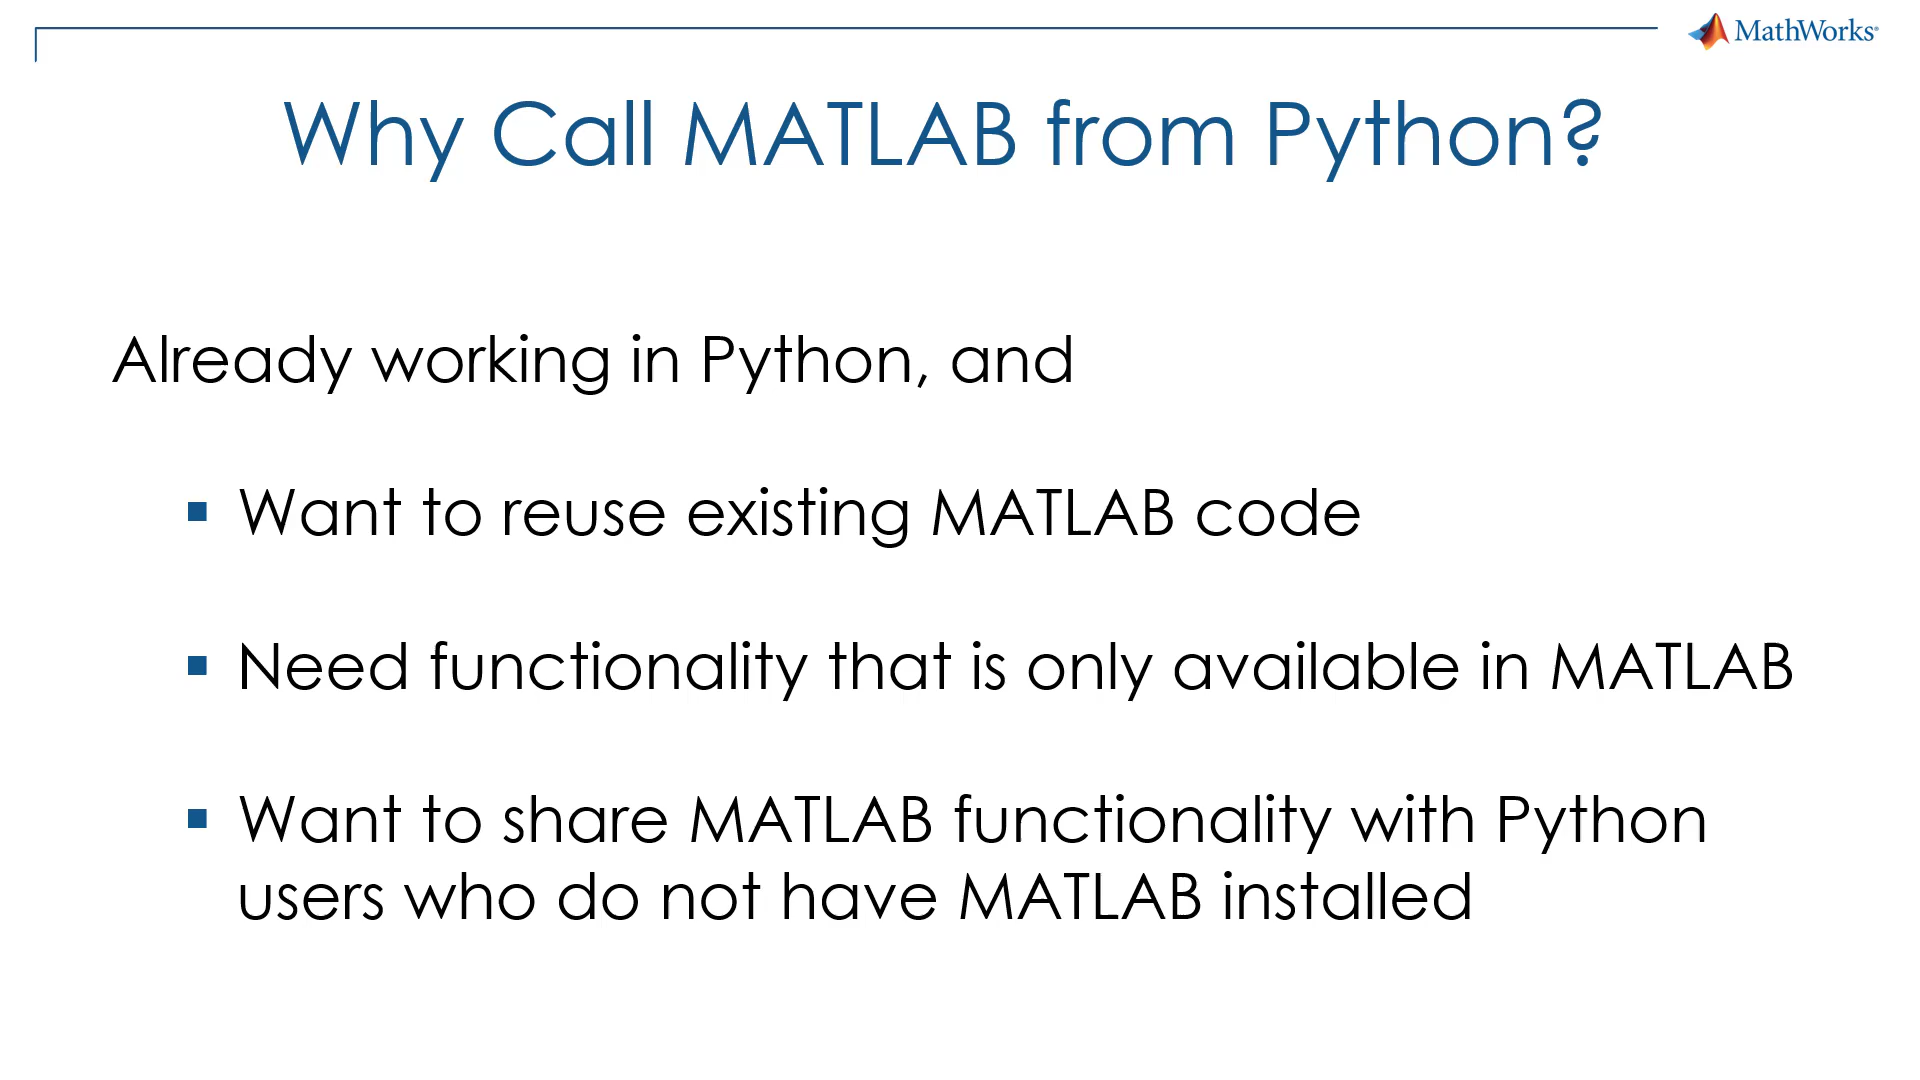 MathWorks®
Why Call MATLAB from Python?
Already working in Python, and
▪ Want to reuse existing MATLAB code
▪ Need functionality that is only available in MATLAB
▪ Want to share MATLAB functionality with Python
users who do not have MATLAB installed